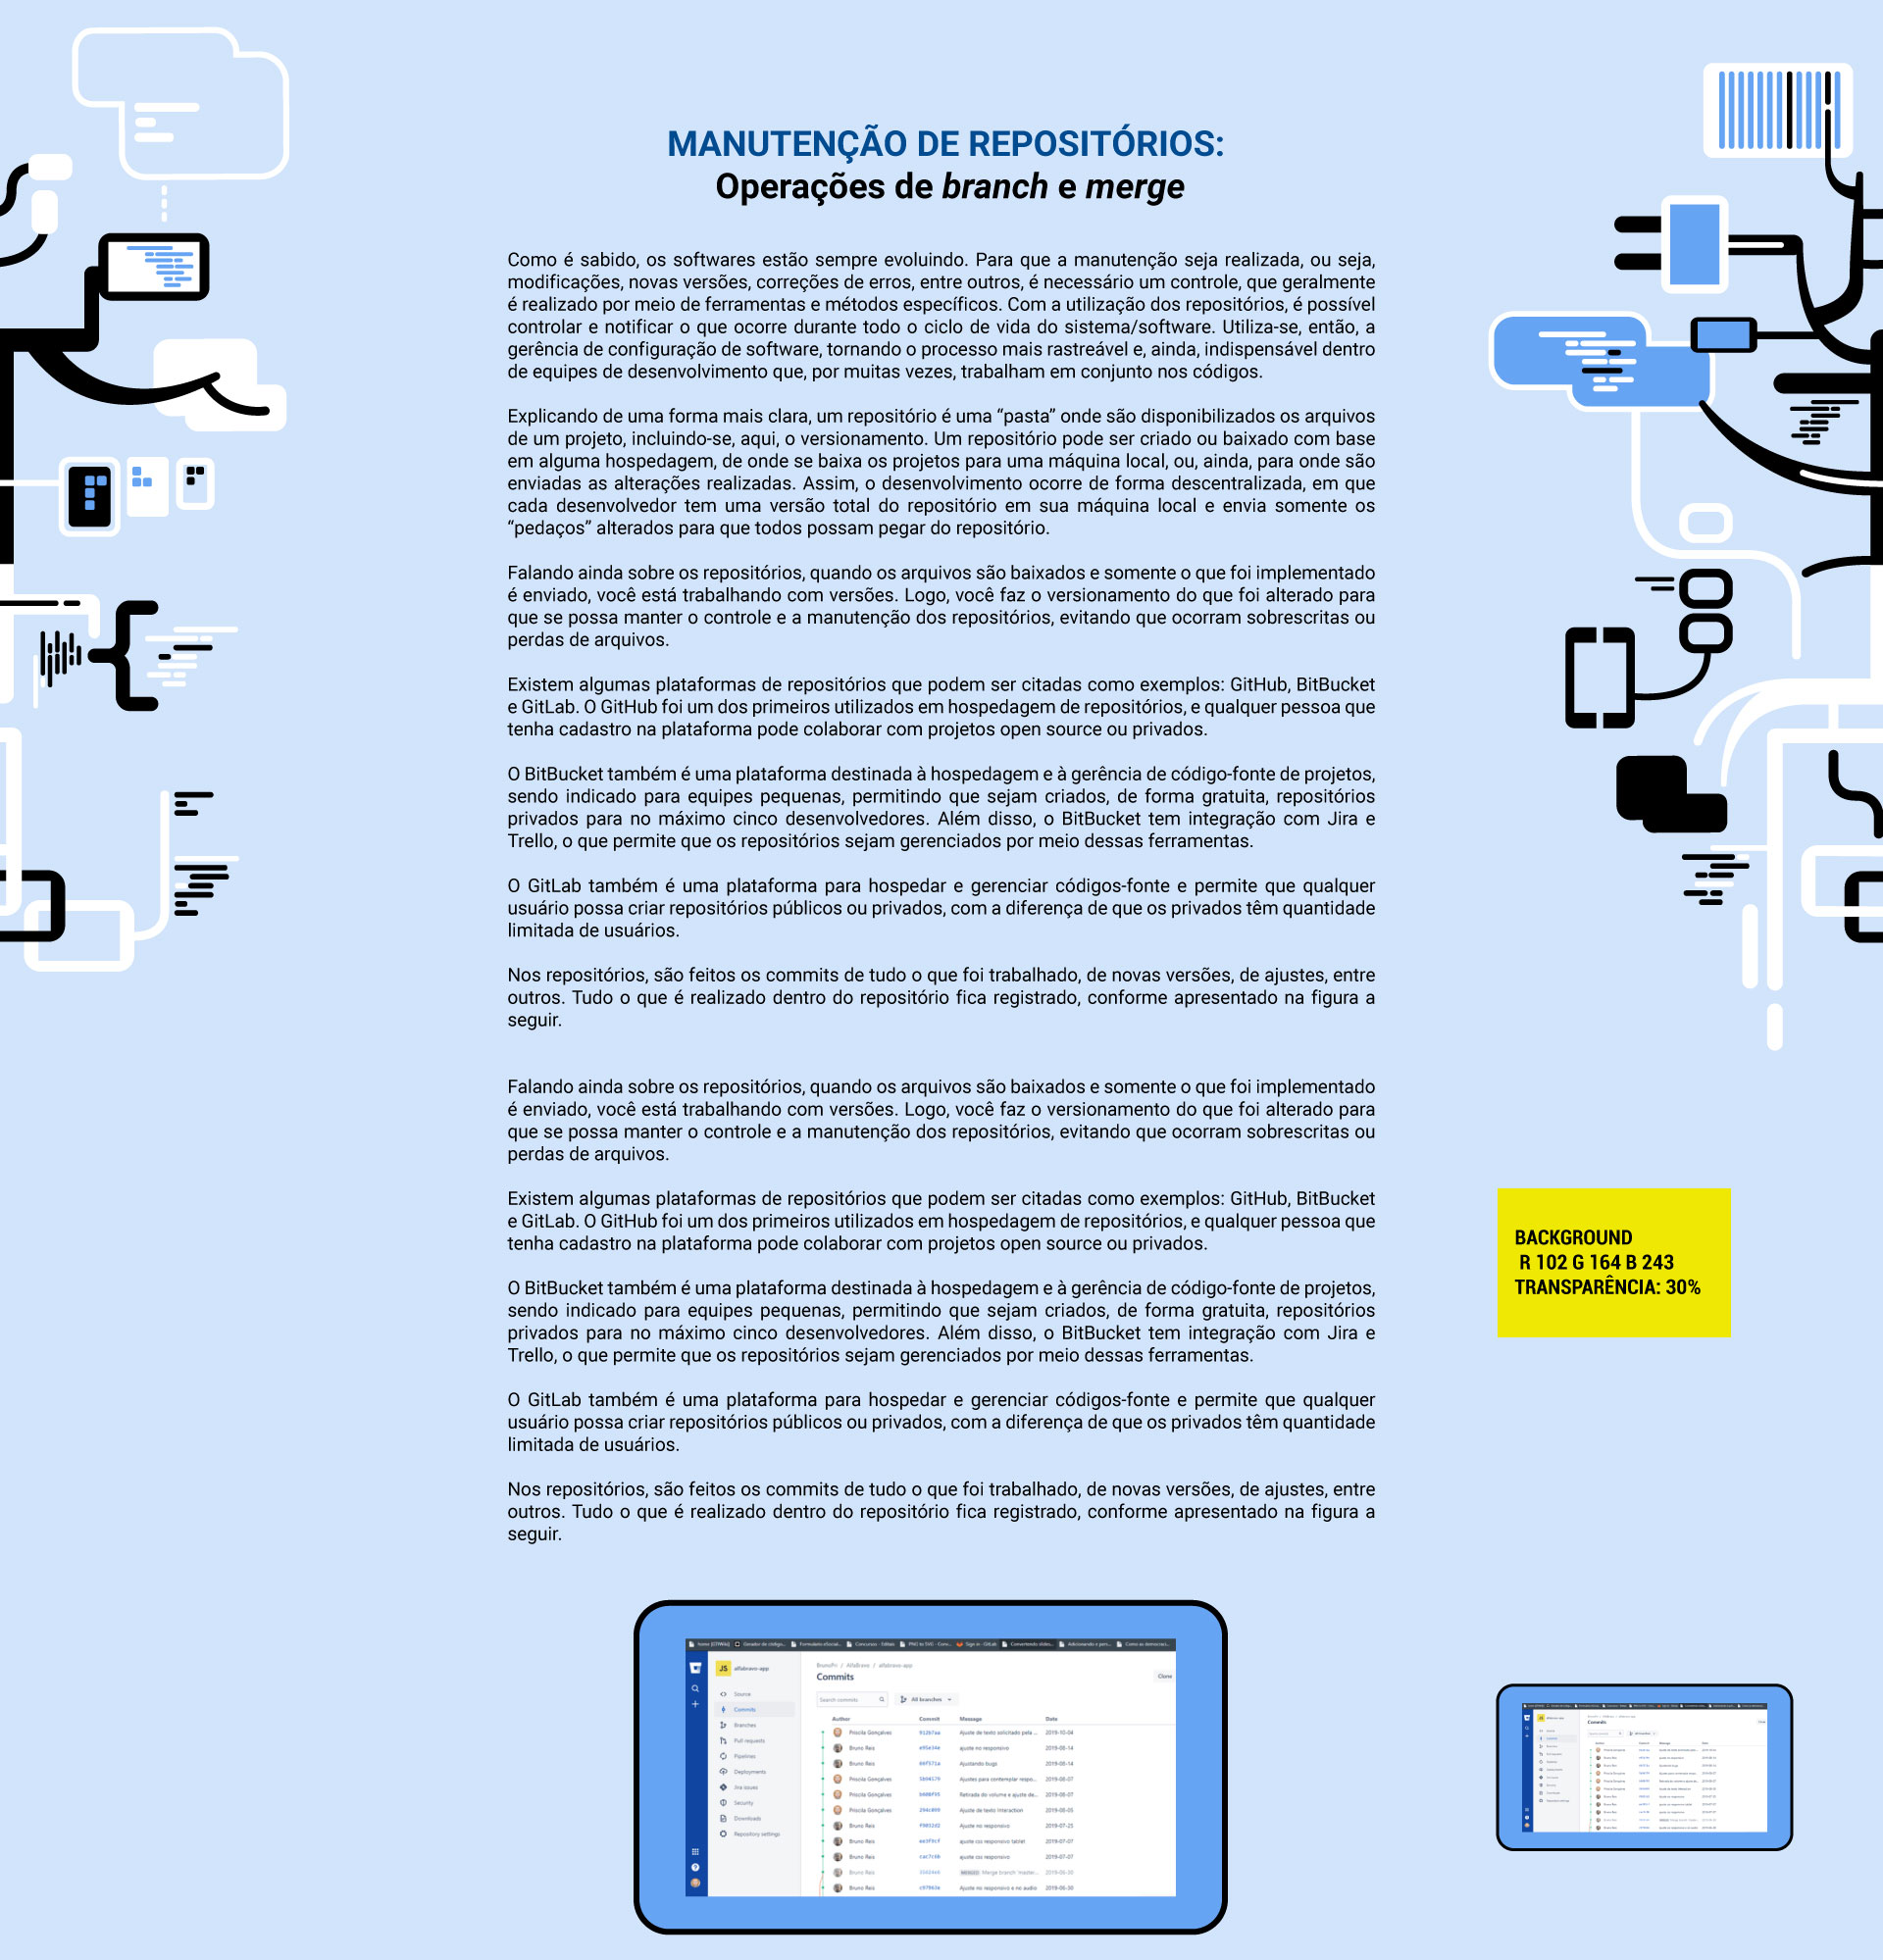 MANUTENÇÃO DE REPOSITÓRIOS:
Operações de branch e merge
Como é sabido, os softwares estão sempre evoluindo. Para que a manutenção seja realizada, ou seja,
modificações, novas versões, correções de erros, entre outros, é necessário um controle, que geralmente
é realizado por meio de ferramentas e métodos específicos. Com a utilização dos repositórios, é possível
controlar e notificar o que ocorre durante todo o ciclo de vida do sistema/software. Utiliza-se, então, a
gerência de configuração de software, tornando o processo mais rastreável e, ainda, indispensável dentro
de equipes de desenvolvimento que, por muitas vezes, trabalham em conjunto nos códigos.
Explicando de uma forma mais clara, um repositório é uma “pasta” onde são disponibilizados os arquivos
de um projeto, incluindo-se, aqui, o versionamento. Um repositório pode ser criado ou baixado com base
em alguma hospedagem, de onde se baixa os projetos para uma máquina local, ou, ainda, para onde são
enviadas as alterações realizadas. Assim, o desenvolvimento ocorre de forma descentralizada, em que
cada desenvolvedor tem uma versão total do repositório em sua máquina local e envia somente os
“pedaços” alterados para que todos possam pegar do repositório.
Falando ainda sobre os repositórios, quando os arquivos são baixados e somente o que foi implementado
é enviado, você está trabalhando com versões. Logo, você faz o versionamento do que foi alterado para
que se possa manter o controle e a manutenção dos repositórios, evitando que ocorram sobrescritas ou
perdas de arquivos.
Existem algumas plataformas de repositórios que podem ser citadas como exemplos: GitHub, BitBucket
e GitLab. O GitHub foi um dos primeiros utilizados em hospedagem de repositórios, e qualquer pessoa que
tenha cadastro na plataforma pode colaborar com projetos open source ou privados.
O BitBucket também é uma plataforma destinada à hospedagem e à gerência de código-fonte de projetos,
sendo indicado para equipes pequenas, permitindo que sejam criados, de forma gratuita, repositórios
privados para no máximo cinco desenvolvedores. Além disso, o BitBucket tem integração com Jira e
Trello, o que permite que os repositórios sejam gerenciados por meio dessas ferramentas.
O GitLab também é uma plataforma para hospedar e gerenciar códigos-fonte e permite que qualquer
usuário possa criar repositórios públicos ou privados, com a diferença de que os privados têm quantidade
limitada de usuários.
Nos repositórios, são feitos os commits de tudo o que foi trabalhado, de novas versões, de ajustes, entre
outros. Tudo o que é realizado dentro do repositório fica registrado, conforme apresentado na figura a
seguir.
Falando ainda sobre os repositórios, quando os arquivos são baixados e somente o que foi implementado
é enviado, você está trabalhando com versões. Logo, você faz o versionamento do que foi alterado para
que se possa manter o controle e a manutenção dos repositórios, evitando que ocorram sobrescritas ou
perdas de arquivos.
Existem algumas plataformas de repositórios que podem ser citadas como exemplos: GitHub, BitBucket
e GitLab. O GitHub foi um dos primeiros utilizados em hospedagem de repositórios, e qualquer pessoa que
tenha cadastro na plataforma pode colaborar com projetos open source ou privados.
O BitBucket também é uma plataforma destinada à hospedagem e à gerência de código-fonte de projetos,
sendo indicado para equipes pequenas, permitindo que sejam criados, de forma gratuita, repositórios
privados para no máximo cinco desenvolvedores. Além disso, o BitBucket tem integração com Jira e
Trello, o que permite que os repositórios sejam gerenciados por meio dessas ferramentas.
O GitLab também é uma plataforma para hospedar e gerenciar códigos-fonte e permite que qualquer
usuário possa criar repositórios públicos ou privados, com a diferença de que os privados têm quantidade
limitada de usuários.
Nos repositórios, são feitos os commits de tudo o que foi trabalhado, de novas versões, de ajustes, entre
outros. Tudo o que é realizado dentro do repositório fica registrado, conforme apresentado na figura a
seguir.
BACKGROUND
R 102 G 164 B 243
TRANSPARÊNCIA: 30%
JS alfabravo-app
Source
Commits
Branches
Pull requests
Pipelines
Deployments
Jira issues
Security
Downloads
Repository settings
BrunoPri / AlfaBravo / alfabravo-app
Commits
Clone
Search commits All branches
Author Commit Message Date
Priscila Gonçalves Ajuste de texto solicitado pela ... 2019-10-04
Bruno Reis ajuste no responsivo 2019-08-14
Bruno Reis Ajustando bugs 2019-08-14
Priscila Gonçalves Ajustes para contemplar respo... 2019-08-07
Priscila Gonçalves Retirada do volume e ajuste de... 2019-08-07
Priscila Gonçalves Ajuste de texto Interaction 2019-08-05
Bruno Reis Ajuste no responsivo 2019-07-25
Bruno Reis ajuste css responsivo tablet 2019-07-07
Bruno Reis ajuste css responsivo 2019-07-07
Bruno Reis MERGED Merge branch 'master... 2019-06-30
Bruno Reis Ajuste no responsivo e no audio 2019-06-30
Commits